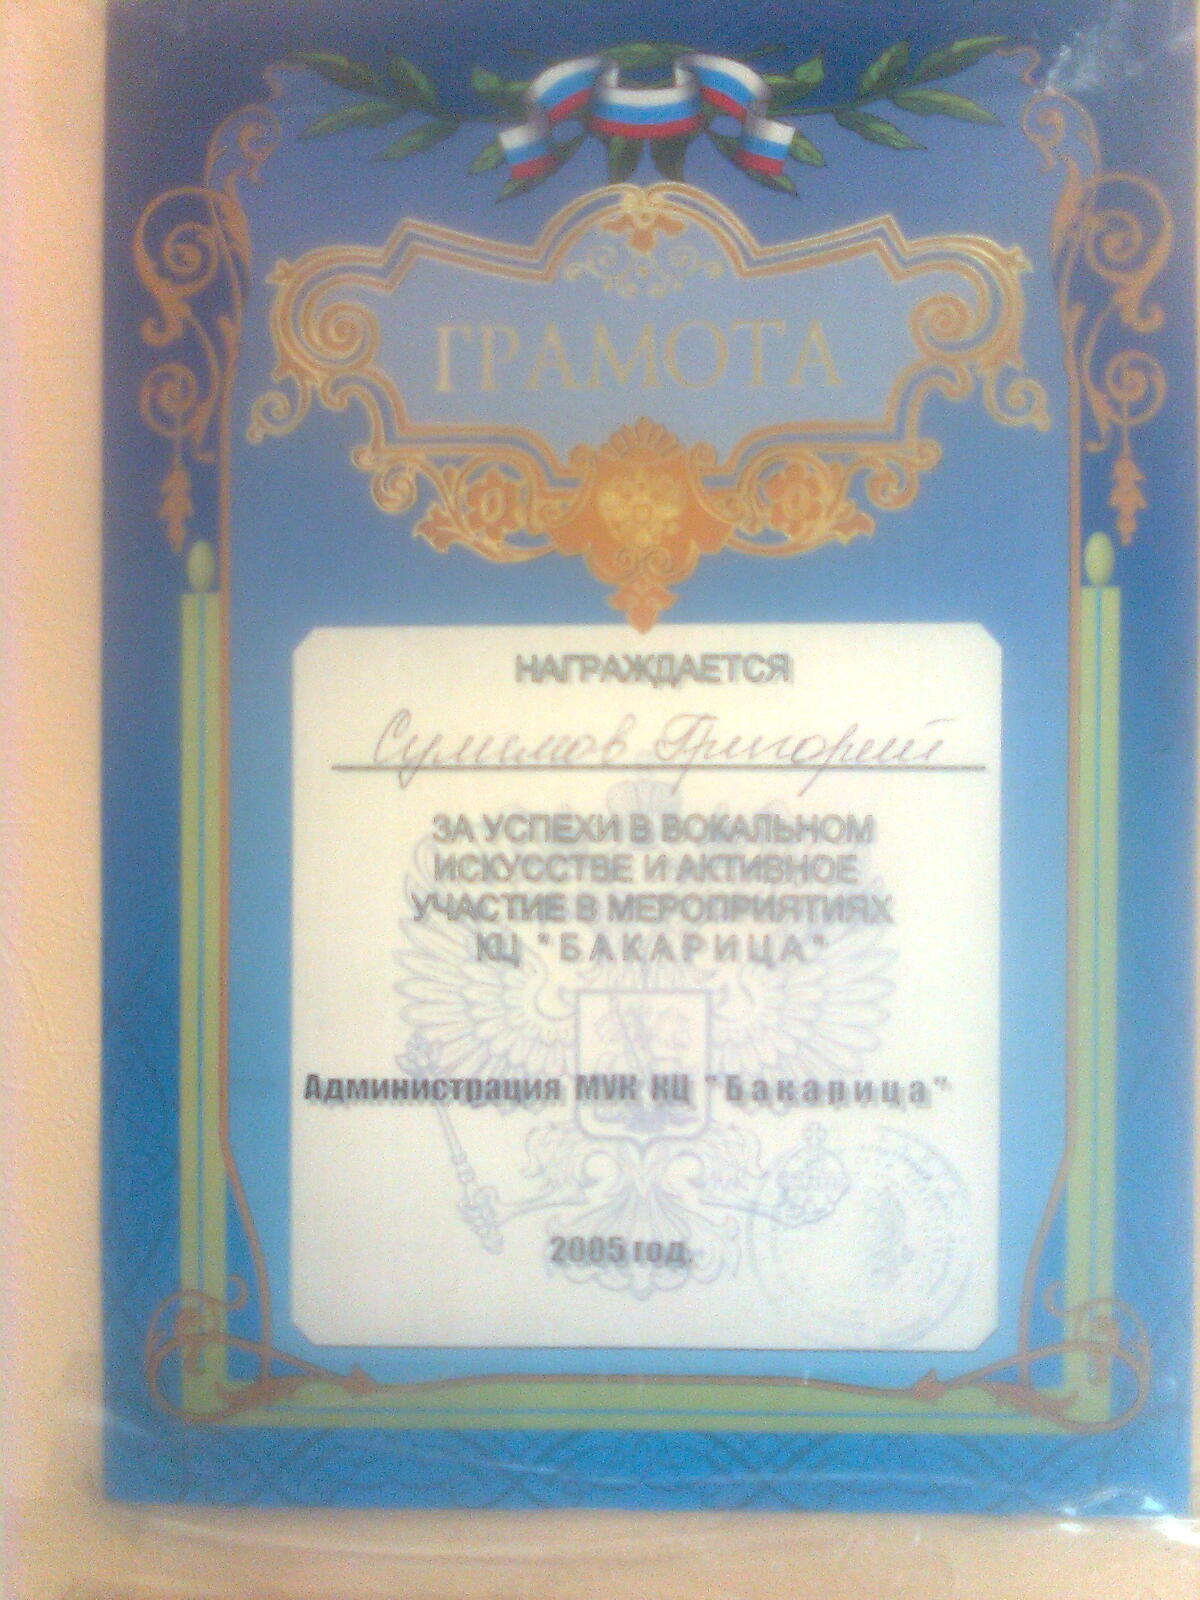 ГРАМОТА
НАГРАЖДАЕТСЯ
Григорий
ЗА УСПЕХИ В ВОКАЛЬНОМ
ИСКУССТВЕ И АКТИВНОЕ
УЧАСТИЕ В МЕРОПРИЯТИЯХ
КЦ "БАКАРИЦА"
Администрация МУК КЦ "Бакарица"
2005 год.